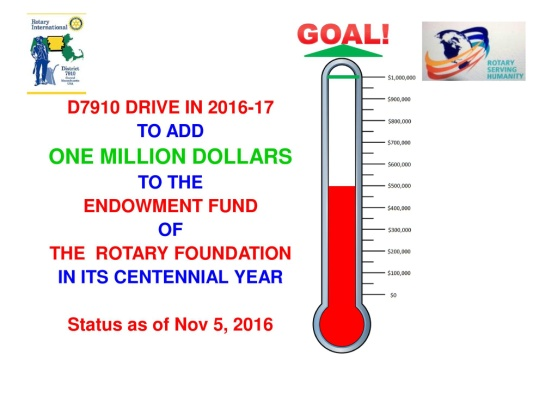 Rotary
International
District
7910
GOAL!
ROTARY
SERVING
HUMANITY
D7910 DRIVE IN 2016-17
TO ADD
ONE MILLION DOLLARS
TO THE
ENDOWMENT FUND
OF
THE ROTARY FOUNDATION
IN ITS CENTENNIAL YEAR
Status as of Nov 5, 2016
$1,000,000
$900,000
$800,000
$700,000
$600,000
$500,000
$400,000
$300,000
$200,000
$100,000
$0